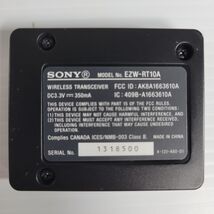 SONY® MODEL NO. EZW-RT10A
WIRELESS TRANSCEIVER FCC ID: AK8A1663610A
DC3.3V ⎓ 350mA IC: 409B-A1663610A
THIS DEVICE COMPLIES WITH PART 15 OF THE FCC
RULES. OPERATION IS SUBJECT TO THE FOLLOWING
TWO CONDITIONS: (1) THIS DEVICE MAY NOT CAUSE
HARMFUL INTERFERENCE, AND (2) THIS DEVICE MUST
ACCEPT ANY INTERFERENCE RECEIVED, INCLUDING
INTERFERENCE THAT MAY CAUSE UNDESIRED OPERATION.
Complies CANADA ICES/NMB-003 Class B. MADE IN CHINA
SERIAL No. 1318500